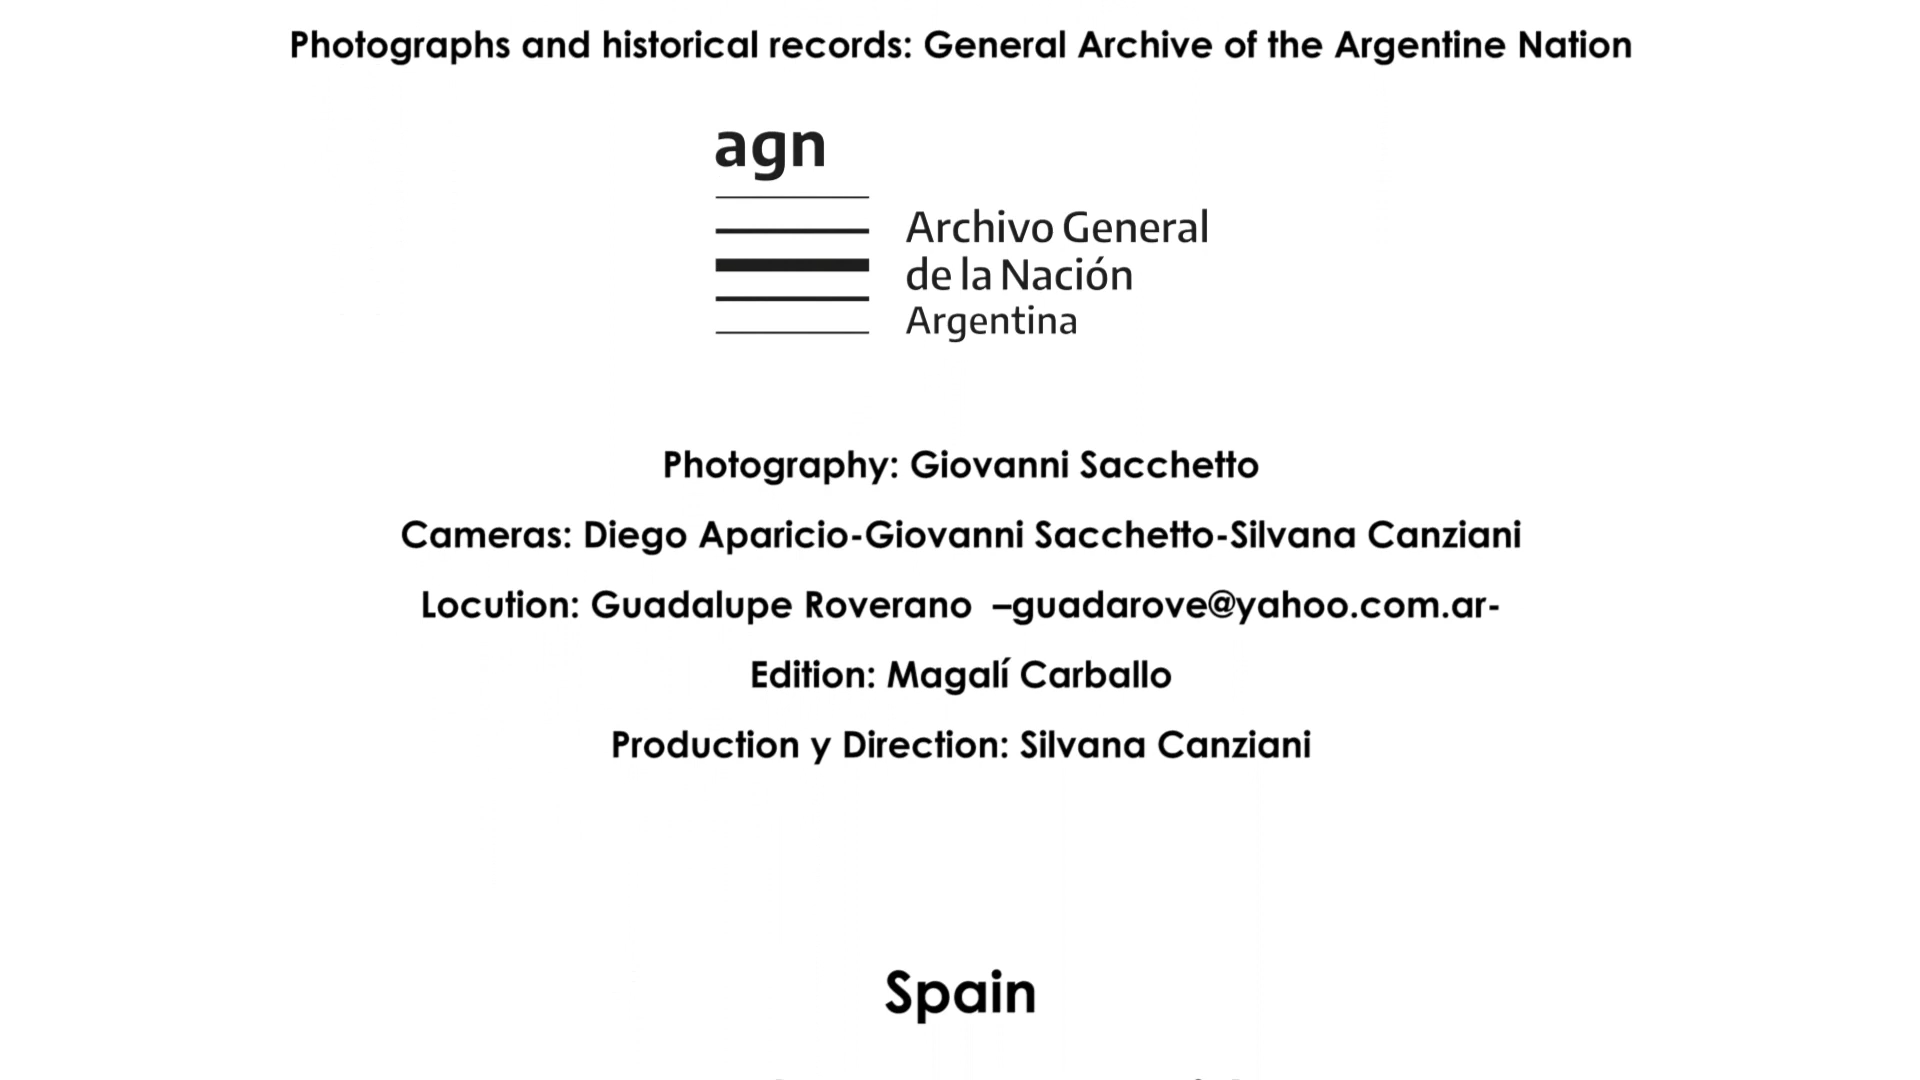 Photographs and historical records: General Archive of the Argentine Nation
agn
Archivo General
de la Nación
Argentina
Photography: Giovanni Sacchetto
Cameras: Diego Aparicio-Giovanni Sacchetto-Silvana Canziani
Locution: Guadalupe Roverano –guadarove@yahoo.com.ar-
Edition: Magalí Carballo
Production y Direction: Silvana Canziani
Spain